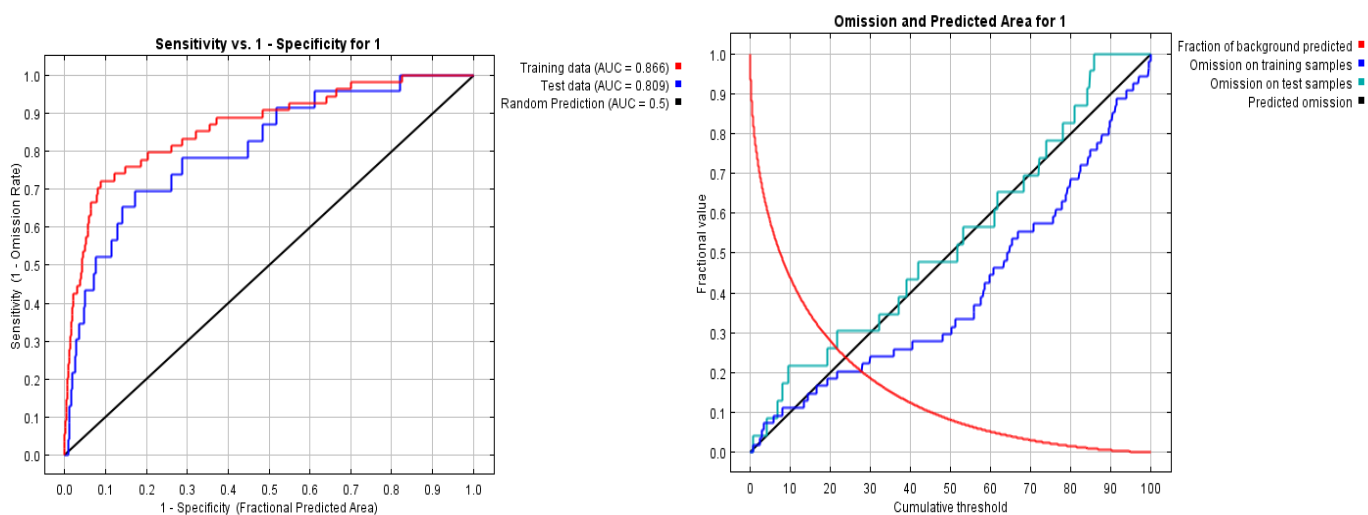 Sensitivity vs. 1 - Specificity for 1
Training data (AUC = 0.866)
Test data (AUC = 0.809)
Random Prediction (AUC = 0.5)
Sensitivity (1 - Omission Rate)
1.0
0.9
0.8
0.7
0.6
0.5
0.4
0.3
0.2
0.1
0.0
0.0 0.1 0.2 0.3 0.4 0.5 0.6 0.7 0.8 0.9 1.0
1 - Specificity (Fractional Predicted Area)
Omission and Predicted Area for 1
Fraction of background predicted
Omission on training samples
Omission on test samples
Predicted omission
Fractional value
1.0
0.9
0.8
0.7
0.6
0.5
0.4
0.3
0.2
0.1
0.0
0 10 20 30 40 50 60 70 80 90 100
Cumulative threshold